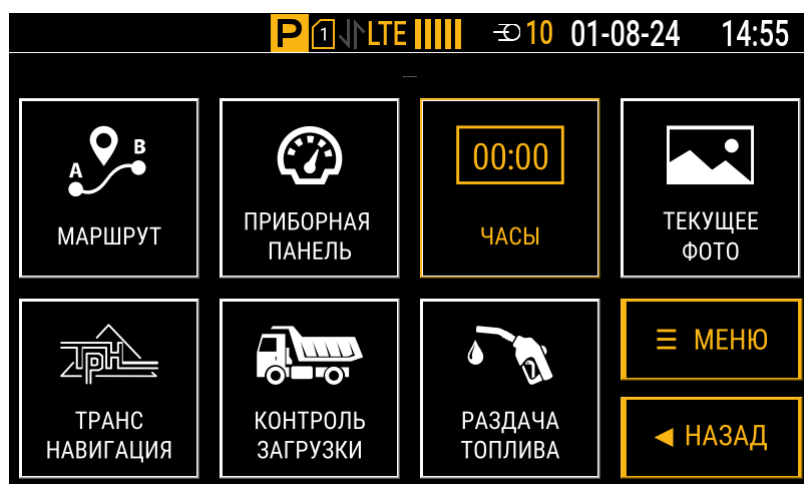 P 1 LTE 10 01-08-24 14:55
A B
МАРШРУТ
ПРИБОРНАЯ
ПАНЕЛЬ
00:00
ЧАСЫ
ТЕКУЩЕЕ
ФОТО
ТРН
ТРАНС
НАВИГАЦИЯ
КОНТРОЛЬ
ЗАГРУЗКИ
РАЗДАЧА
ТОПЛИВА
☰ МЕНЮ
◀ НАЗАД